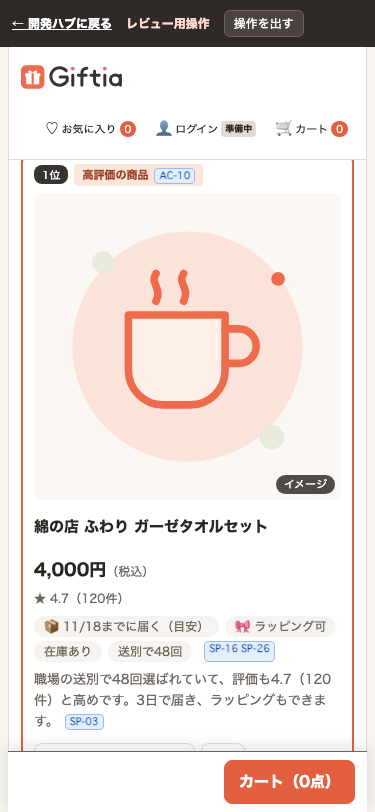 ← 開発ハブに戻る レビュー用操作 操作を出す
Giftia
♡ お気に入り 0 👤 ログイン 準備中 🛒 カート 0
1位 高評価の商品 AC-10
イメージ
綿の店 ふわり ガーゼタオルセット
4,000円（税込）
★ 4.7（120件）
📦 11/18までに届く（目安） 🎀 ラッピング可
在庫あり 送別で48回 SP-16 SP-26
職場の送別で48回選ばれていて、評価も4.7（120
件）と高めです。3日で届き、ラッピングもできま
す。 SP-03
カート（0点）